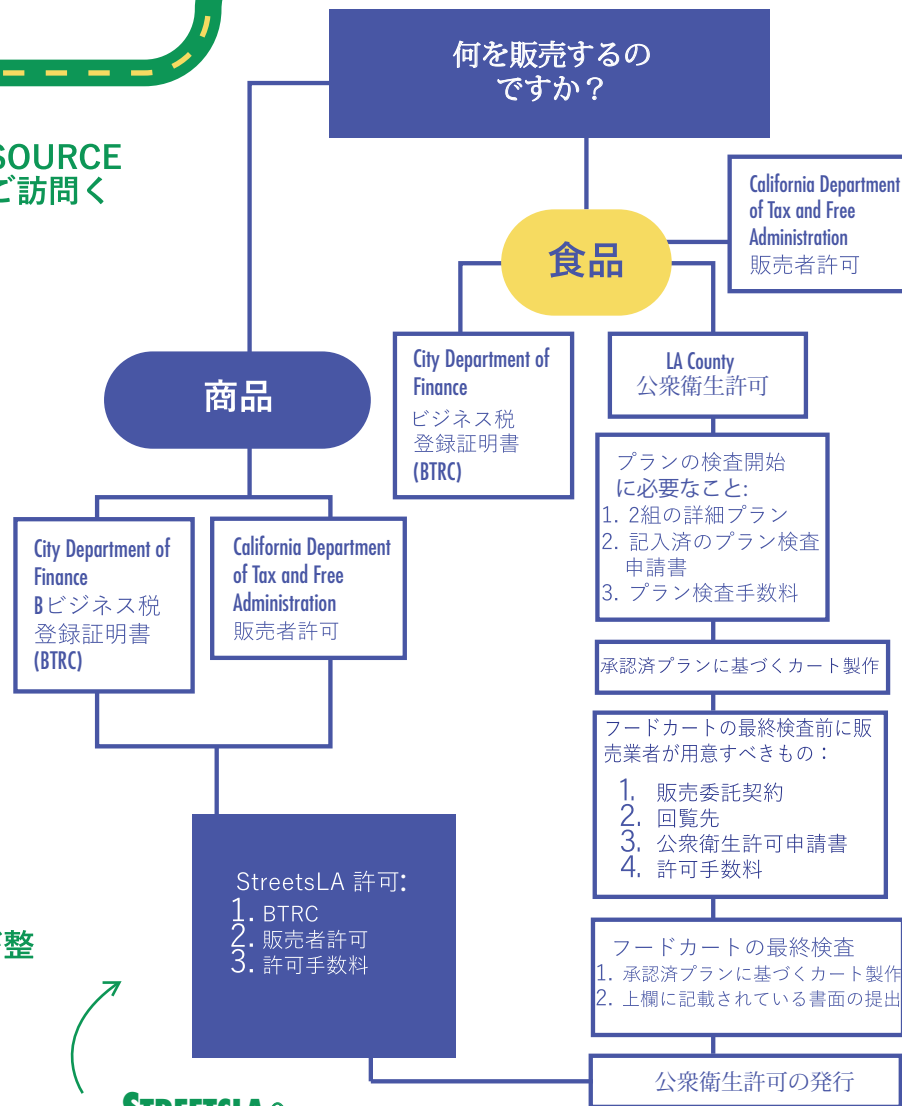 何を販売するの
ですか？
SOURCE
ご訪問く
California Department
of Tax and Free
Administration
販売者許可
食品
City Department of
Finance
ビジネス税
登録証明書
(BTRC)
LA County
公衆衛生許可
商品
プランの検査開始
に必要なこと:
1. 2組の詳細プラン
2. 記入済のプラン検査
申請書
3. プラン検査手数料
City Department of
Finance
Bビジネス税
登録証明書
(BTRC)
California Department
of Tax and Free
Administration
販売者許可
承認済プランに基づくカート製作
フードカートの最終検査前に販
売業者が用意すべきもの：
1. 販売委託契約
2. 回覧先
3. 公衆衛生許可申請書
4. 許可手数料
StreetsLA 許可:
1. BTRC
2. 販売者許可
3. 許可手数料
整
フードカートの最終検査
1. 承認済プランに基づくカート製作
2. 上欄に記載されている書面の提出
公衆衛生許可の発行
STREETSLA の